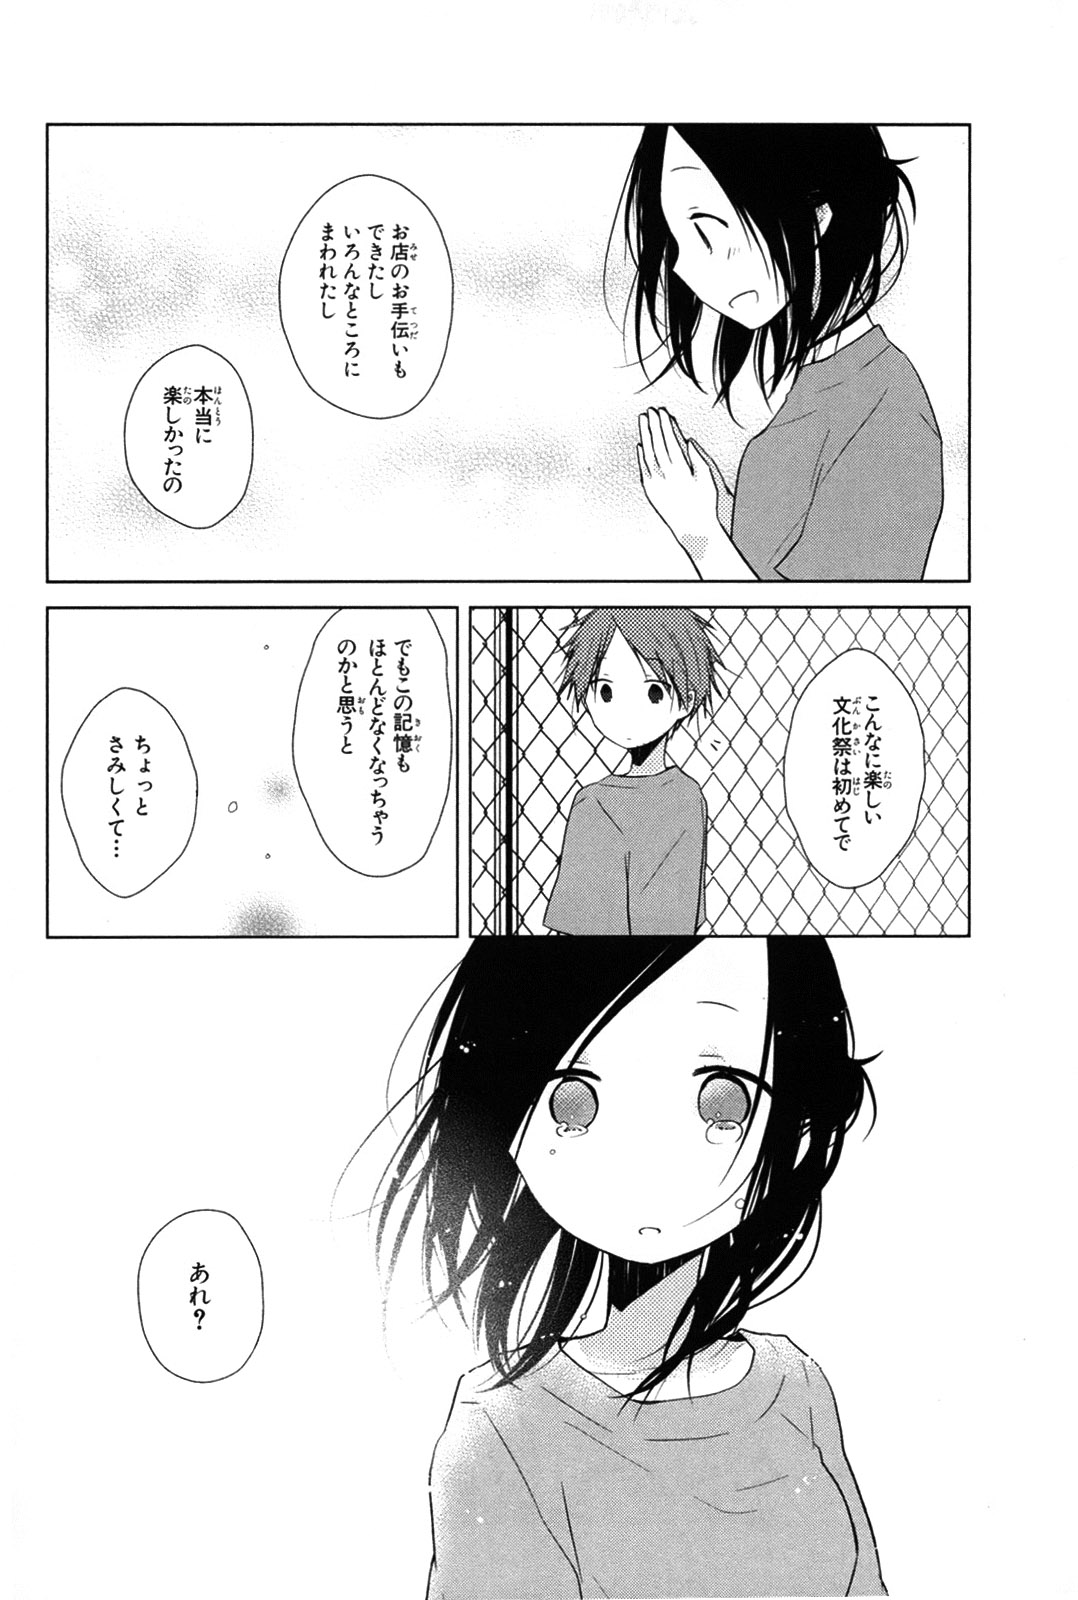 お店のお手伝いも
できたし
いろんなところに
まわれたし
本当に
楽しかったの
こんなに楽しい
文化祭は初めてで
でもこの記憶も
ほとんどなくなっちゃう
のかと思うと
ちょっと
さみしくて…
あれ?